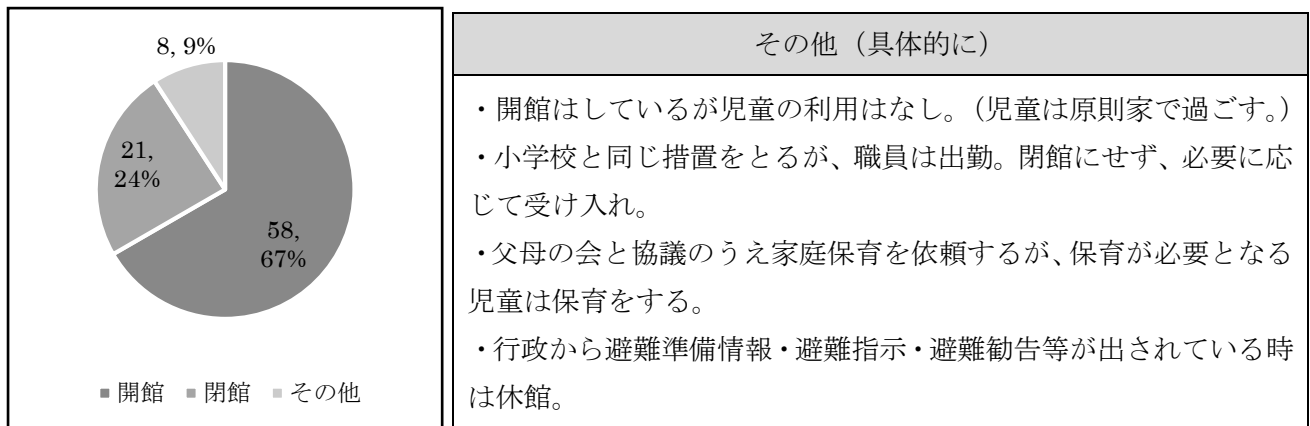 8, 9%
21,
24%
58,
67%
■開館 ■閉館 ■その他
その他（具体的に）
・開館はしているが児童の利用はなし。（児童は原則家で過ごす。）
・小学校と同じ措置をとるが、職員は出勤。閉館にせず、必要に応
じて受け入れ。
・父母の会と協議のうえ家庭保育を依頼するが、保育が必要となる
児童は保育をする。
・行政から避難準備情報・避難指示・避難勧告等が出されている時
は休館。